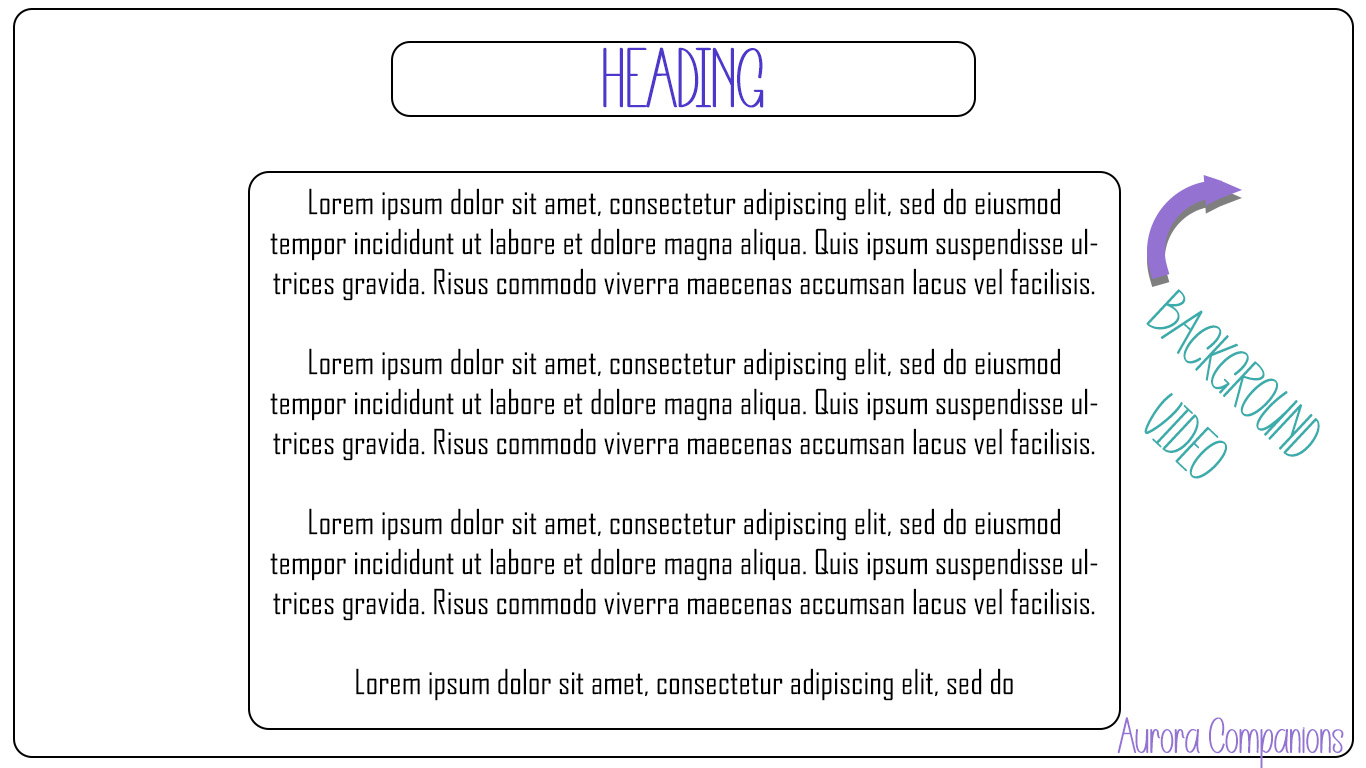 HEADING
Lorem ipsum dolor sit amet, consectetur adipiscing elit, sed do eiusmod
tempor incididunt ut labore et dolore magna aliqua. Quis ipsum suspendisse ul-
trices gravida. Risus commodo viverra maecenas accumsan lacus vel facilisis.
Lorem ipsum dolor sit amet, consectetur adipiscing elit, sed do eiusmod
tempor incididunt ut labore et dolore magna aliqua. Quis ipsum suspendisse ul-
trices gravida. Risus commodo viverra maecenas accumsan lacus vel facilisis.
Lorem ipsum dolor sit amet, consectetur adipiscing elit, sed do eiusmod
tempor incididunt ut labore et dolore magna aliqua. Quis ipsum suspendisse ul-
trices gravida. Risus commodo viverra maecenas accumsan lacus vel facilisis.
Lorem ipsum dolor sit amet, consectetur adipiscing elit, sed do
BACKGROUND
VIDEO
Aurora Companions